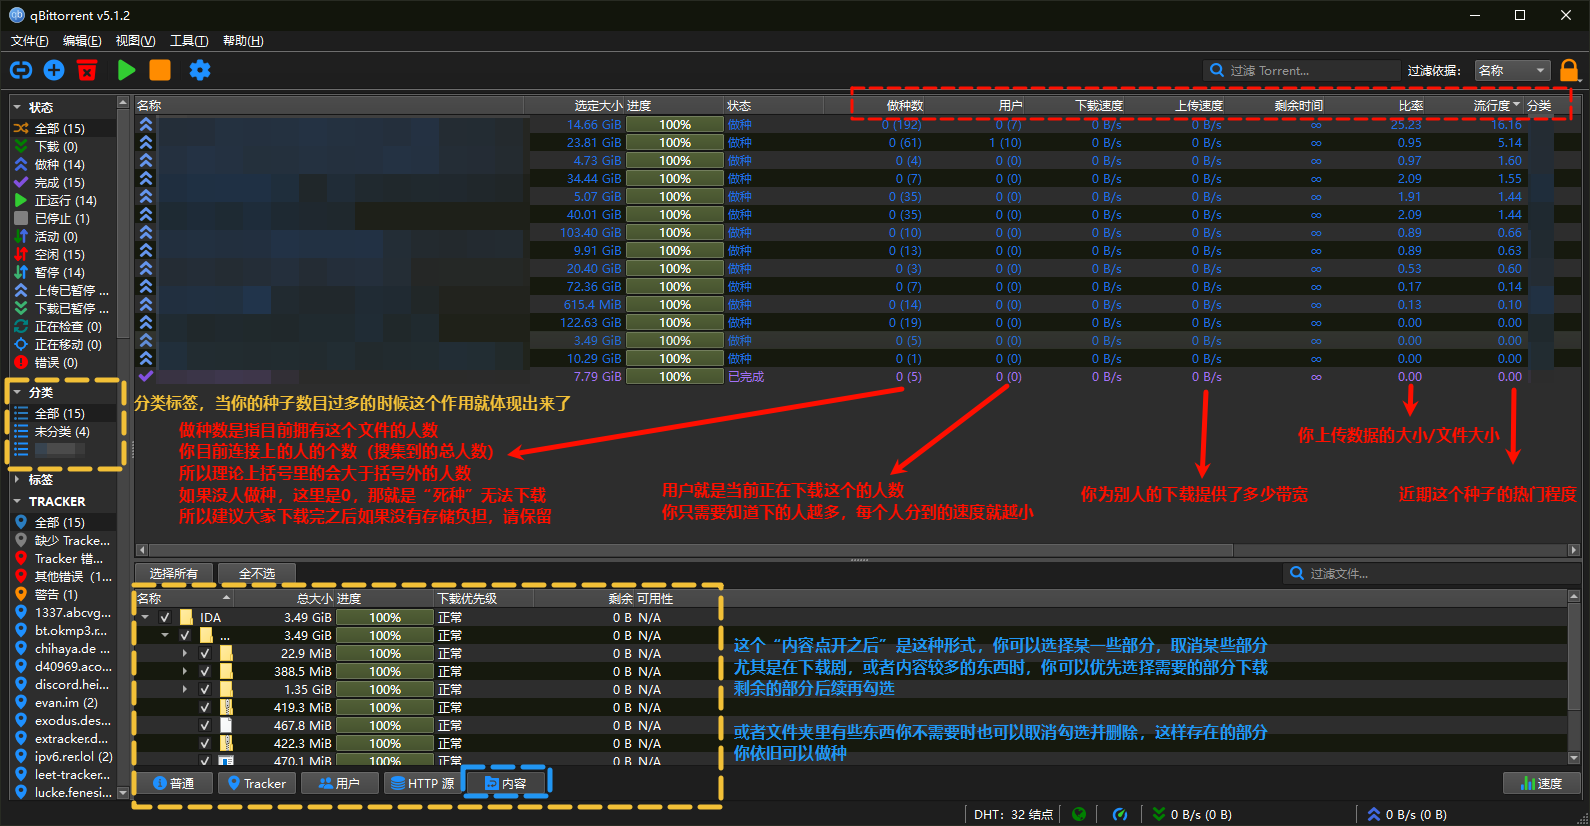 qBittorrent v5.1.2
文件(F) 编辑(E) 视图(V) 工具(T) 帮助(H)
过滤 Torrent... 过滤依据: 名称
状态
全部 (15)
下载 (0)
做种 (14)
完成 (15)
正运行 (14)
已停止 (1)
活动 (0)
空闲 (15)
暂停 (14)
上传已暂停 ...
下载已暂停 ...
正在检查 (0)
正在移动 (0)
错误 (0)
分类
全部 (15)
未分类 (4)
标签
TRACKER
全部 (15)
缺少 Tracke...
Tracker 错...
其他错误 (1...
警告 (1)
1337.abcvg...
bt.okmp3.r...
chihaya.de ...
d40969.aco...
discord.hei...
evan.im (2)
exodus.des...
extracker.d...
ipv6.rer.lol (2)
leet-tracker...
lucke.fenesi...
名称 选定大小 进度 状态 做种数 用户 下载速度 上传速度 剩余时间 比率 流行度 分类
14.66 GiB 100% 做种 0 (192) 0 (7) 0 B/s 0 B/s ∞ 25.23 16.16
23.81 GiB 100% 做种 0 (61) 1 (10) 0 B/s 0 B/s ∞ 0.95 5.14
4.73 GiB 100% 做种 0 (4) 0 (0) 0 B/s 0 B/s ∞ 0.97 1.60
34.44 GiB 100% 做种 0 (7) 0 (0) 0 B/s 0 B/s ∞ 2.09 1.55
5.07 GiB 100% 做种 0 (35) 0 (0) 0 B/s 0 B/s ∞ 1.91 1.44
40.01 GiB 100% 做种 0 (35) 0 (0) 0 B/s 0 B/s ∞ 2.09 1.44
103.40 GiB 100% 做种 0 (10) 0 (0) 0 B/s 0 B/s ∞ 0.89 0.66
9.91 GiB 100% 做种 0 (13) 0 (0) 0 B/s 0 B/s ∞ 0.89 0.63
20.40 GiB 100% 做种 0 (3) 0 (0) 0 B/s 0 B/s ∞ 0.53 0.60
72.36 GiB 100% 做种 0 (7) 0 (0) 0 B/s 0 B/s ∞ 0.17 0.14
615.4 MiB 100% 做种 0 (14) 0 (0) 0 B/s 0 B/s ∞ 0.13 0.10
122.63 GiB 100% 做种 0 (19) 0 (0) 0 B/s 0 B/s ∞ 0.00 0.00
3.49 GiB 100% 做种 0 (5) 0 (0) 0 B/s 0 B/s ∞ 0.00 0.00
10.29 GiB 100% 做种 0 (1) 0 (0) 0 B/s 0 B/s ∞ 0.00 0.00
7.79 GiB 100% 已完成 0 (5) 0 (0) 0 B/s 0 B/s ∞ 0.00 0.00
分类标签，当你的种子数目过多的时候这个作用就体现出来了
做种数是指目前拥有这个文件的人数
你目前连接上的人的个数（搜集到的总人数）
所以理论上括号里的会大于括号外的人数
如果没人做种，这里是0，那就是“死种”无法下载
所以建议大家下载完之后如果没有存储负担，请保留
用户就是当前正在下载这个的人数
你只需要知道下的人越多，每个人分到的速度就越小
你为别人的下载提供了多少带宽
你上传数据的大小/文件大小
近期这个种子的热门程度
选择所有 全不选 过滤文件...
名称 总大小 进度 下载优先级 剩余 可用性
IDA 3.49 GiB 100% 正常 0 B N/A
... 3.49 GiB 100% 正常 0 B N/A
22.9 MiB 100% 正常 0 B N/A
388.5 MiB 100% 正常 0 B N/A
1.35 GiB 100% 正常 0 B N/A
419.3 MiB 100% 正常 0 B N/A
467.8 MiB 100% 正常 0 B N/A
422.3 MiB 100% 正常 0 B N/A
470.1 MiB 100% 正常 0 B N/A
这个“内容点开之后”是这种形式，你可以选择某一些部分，取消某些部分
尤其是在下载剧，或者内容较多的东西时，你可以优先选择需要的部分下载
剩余的部分后续再勾选
或者文件夹里有些东西你不需要时也可以取消勾选并删除，这样存在的部分
你依旧可以做种
普通 Tracker 用户 HTTP 源 内容 速度
DHT: 32 结点 0 B/s (0 B) 0 B/s (0 B)